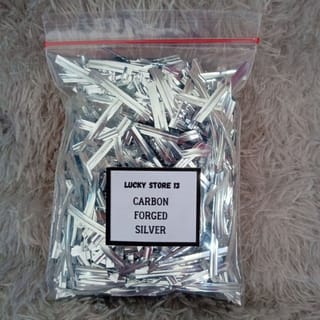 LUCKY STORE 13
CARBON
FORGED
SILVER